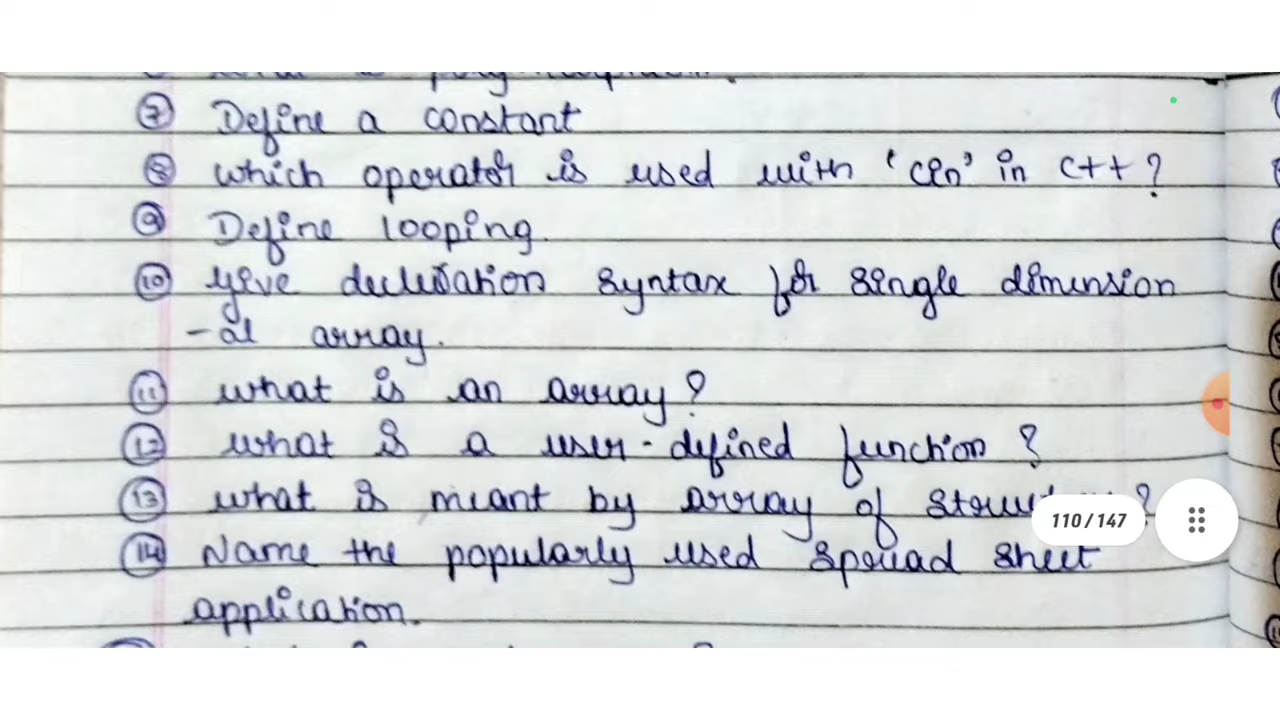 7 Define a constant
8 which operator is used with 'cin' in c++?
9 Define looping.
10 Give declaration syntax for single dimension
-al array.
11 what is an array?
12 what is a user-defined function?
13 what is meant by array of ?
110/147
14 Name the popularly used spread sheet
application.